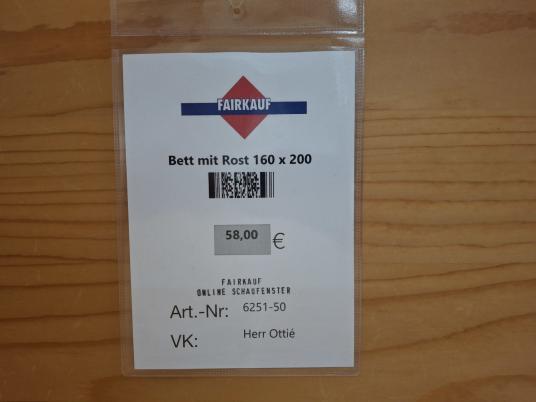 FAIRKAUF
Bett mit Rost 160 x 200
58,00 €
FAIRKAUF
ONLINE SCHAUFENSTER
Art.-Nr: 6251-50
VK: Herr Ottié